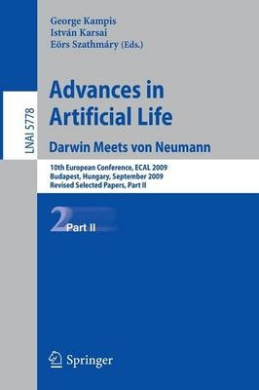 George Kampis
István Karsai
Eörs Szathmáry (Eds.)
LNAI 5778
Advances in
Artificial Life
Darwin Meets von Neumann
10th European Conference, ECAL 2009
Budapest, Hungary, September 2009
Revised Selected Papers, Part II
2 Part II
Springer